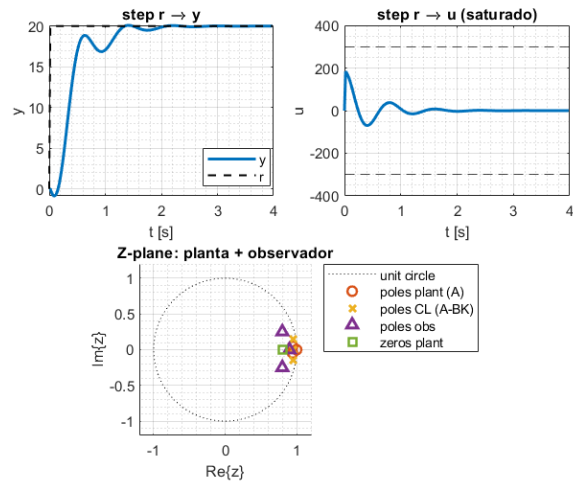 step r → y
20
15
10
5
0
y
0 1 2 3 4
t [s]
y
r
step r → u (saturado)
400
200
0
-200
-400
u
0 1 2 3 4
t [s]
Z-plane: planta + observador
1
0.5
0
-0.5
-1
Im{z}
-1 0 1
Re{z}
unit circle
poles plant (A)
poles CL (A-BK)
poles obs
zeros plant